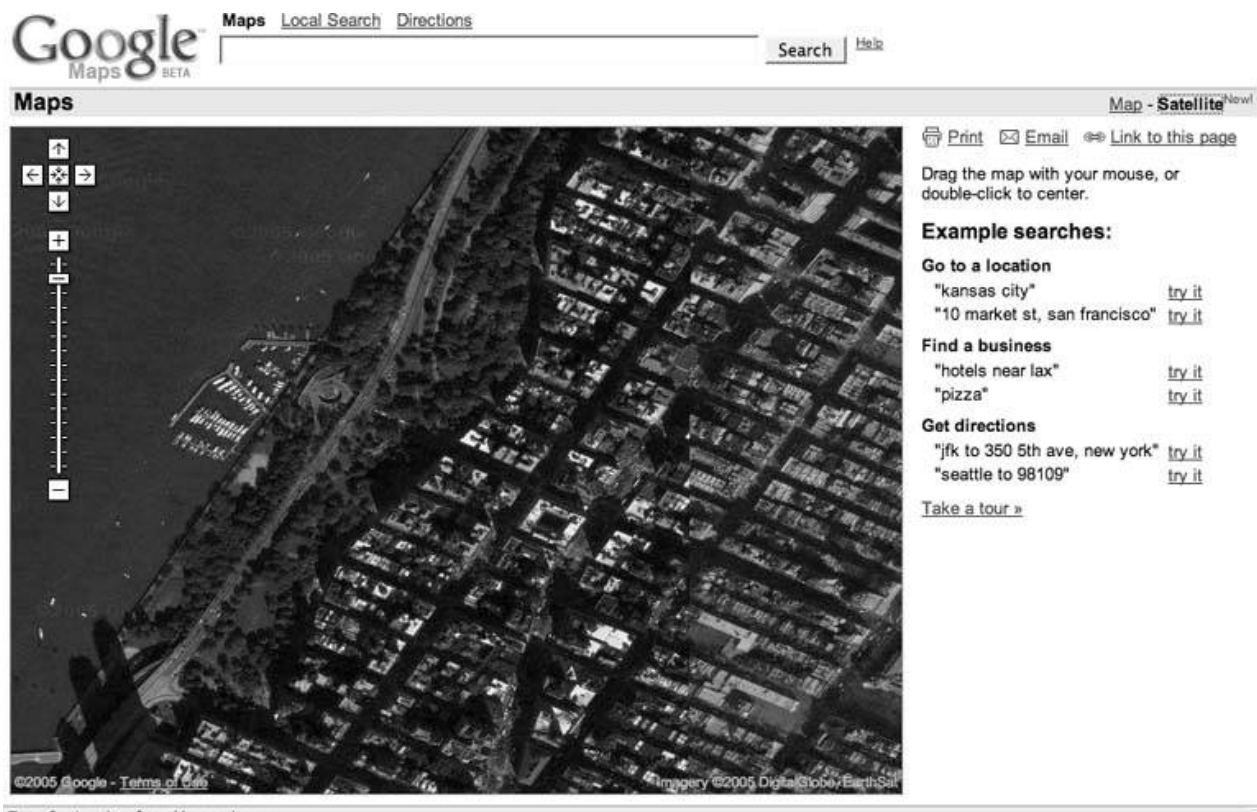 Google
Maps BETA
Maps Local Search Directions
Search Help
Maps
Map - Satellite New!
Print Email Link to this page
Drag the map with your mouse, or
double-click to center.
Example searches:
Go to a location
"kansas city" try it
"10 market st, san francisco" try it
Find a business
"hotels near lax" try it
"pizza" try it
Get directions
"jfk to 350 5th ave, new york" try it
"seattle to 98109" try it
Take a tour »
©2005 Google - Terms of Use
Imagery ©2005 DigitalGlobe, EarthSat